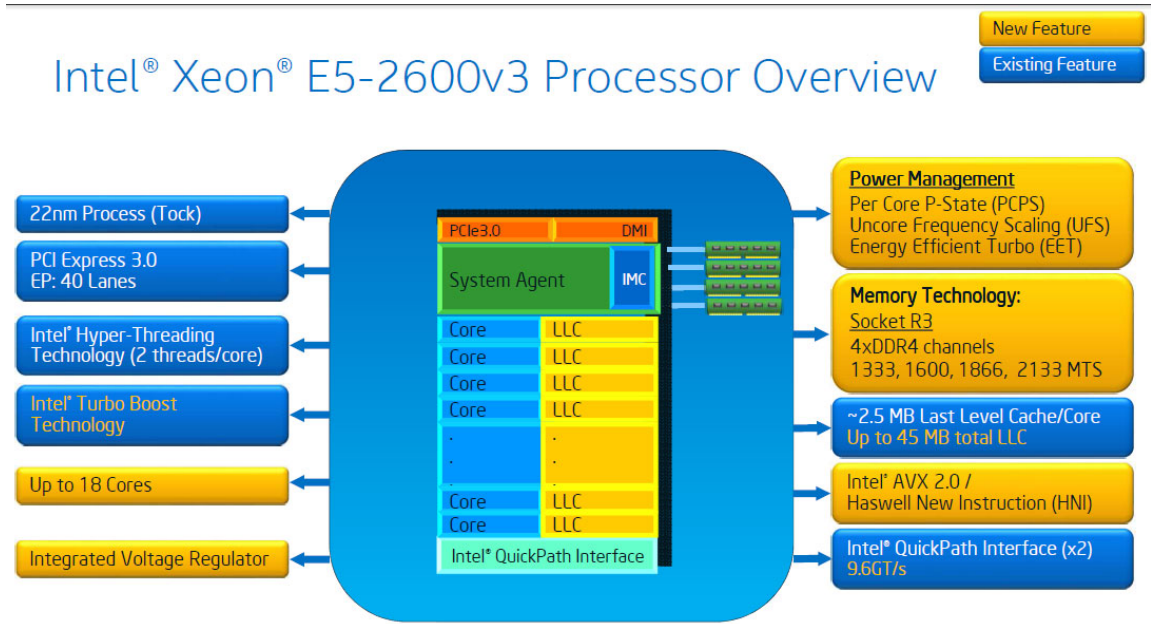 New Feature
Existing Feature
Intel® Xeon® E5-2600v3 Processor Overview
22nm Process (Tock)
PCI Express 3.0
EP: 40 Lanes
Intel® Hyper-Threading
Technology (2 threads/core)
Intel® Turbo Boost
Technology
Up to 18 Cores
Integrated Voltage Regulator
PCIe3.0 DMI
System Agent IMC
Core LLC
Core LLC
Core LLC
Core LLC
. .
. .
. .
Core LLC
Core LLC
Intel® QuickPath Interface
Power Management
Per Core P-State (PCPS)
Uncore Frequency Scaling (UFS)
Energy Efficient Turbo (EET)
Memory Technology:
Socket R3
4xDDR4 channels
1333, 1600, 1866, 2133 MTS
~2.5 MB Last Level Cache/Core
Up to 45 MB total LLC
Intel® AVX 2.0 /
Haswell New Instruction (HNI)
Intel® QuickPath Interface (x2)
9.6GT/s